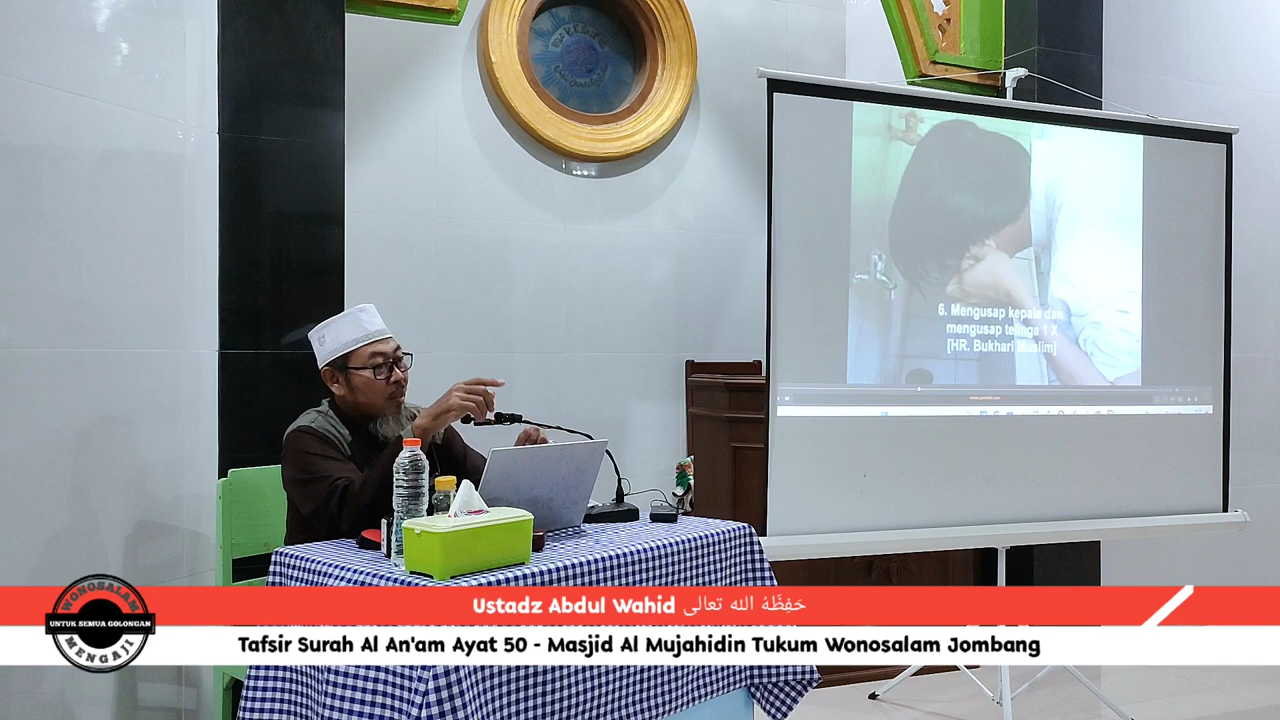 6. Mengusap kepala dan
mengusap telinga 1 X
[HR. Bukhari Muslim]
WONOSALAM
UNTUK SEMUA GOLONGAN
MENGAJI
Ustadz Abdul Wahid حَفِظَهُ الله تعالى
Tafsir Surah Al An'am Ayat 50 - Masjid Al Mujahidin Tukum Wonosalam Jombang